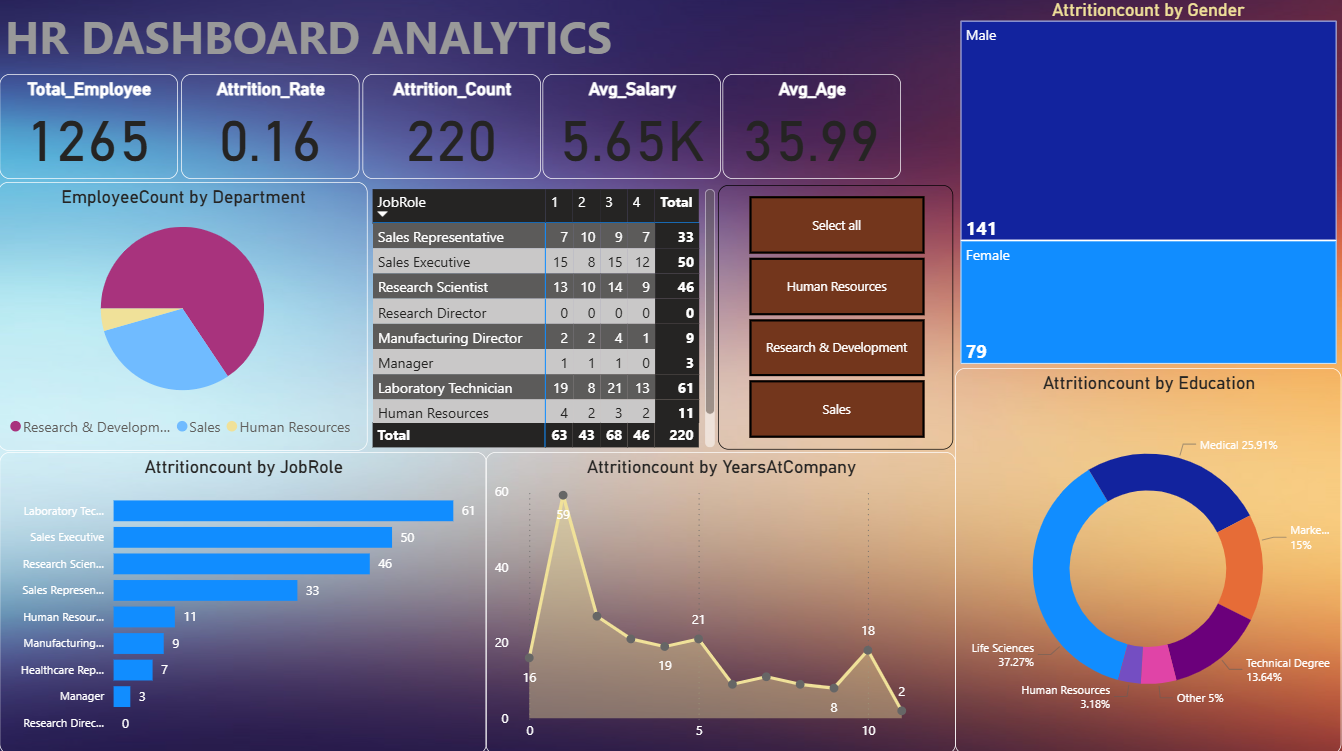 HR DASHBOARD ANALYTICS
Total_Employee
1265
Attrition_Rate
0.16
Attrition_Count
220
Avg_Salary
5.65K
Avg_Age
35.99
Attritioncount by Gender
Male
141
Female
79
EmployeeCount by Department
Research & Developm...
Sales
Human Resources
JobRole 1 2 3 4 Total
Sales Representative 7 10 9 7 33
Sales Executive 15 8 15 12 50
Research Scientist 13 10 14 9 46
Research Director 0 0 0 0 0
Manufacturing Director 2 2 4 1 9
Manager 1 1 1 0 3
Laboratory Technician 19 8 21 13 61
Human Resources 4 2 3 2 11
Total 63 43 68 46 220
Select all
Human Resources
Research & Development
Sales
Attritioncount by JobRole
Laboratory Tec... 61
Sales Executive 50
Research Scien... 46
Sales Represen... 33
Human Resour... 11
Manufacturing... 9
Healthcare Rep... 7
Manager 3
Research Direc... 0
Attritioncount by YearsAtCompany
60
40
20
0
16
59
19
21
8
18
2
0 5 10
Attritioncount by Education
Medical 25.91%
Marke...
15%
Technical Degree
13.64%
Other 5%
Human Resources
3.18%
Life Sciences
37.27%